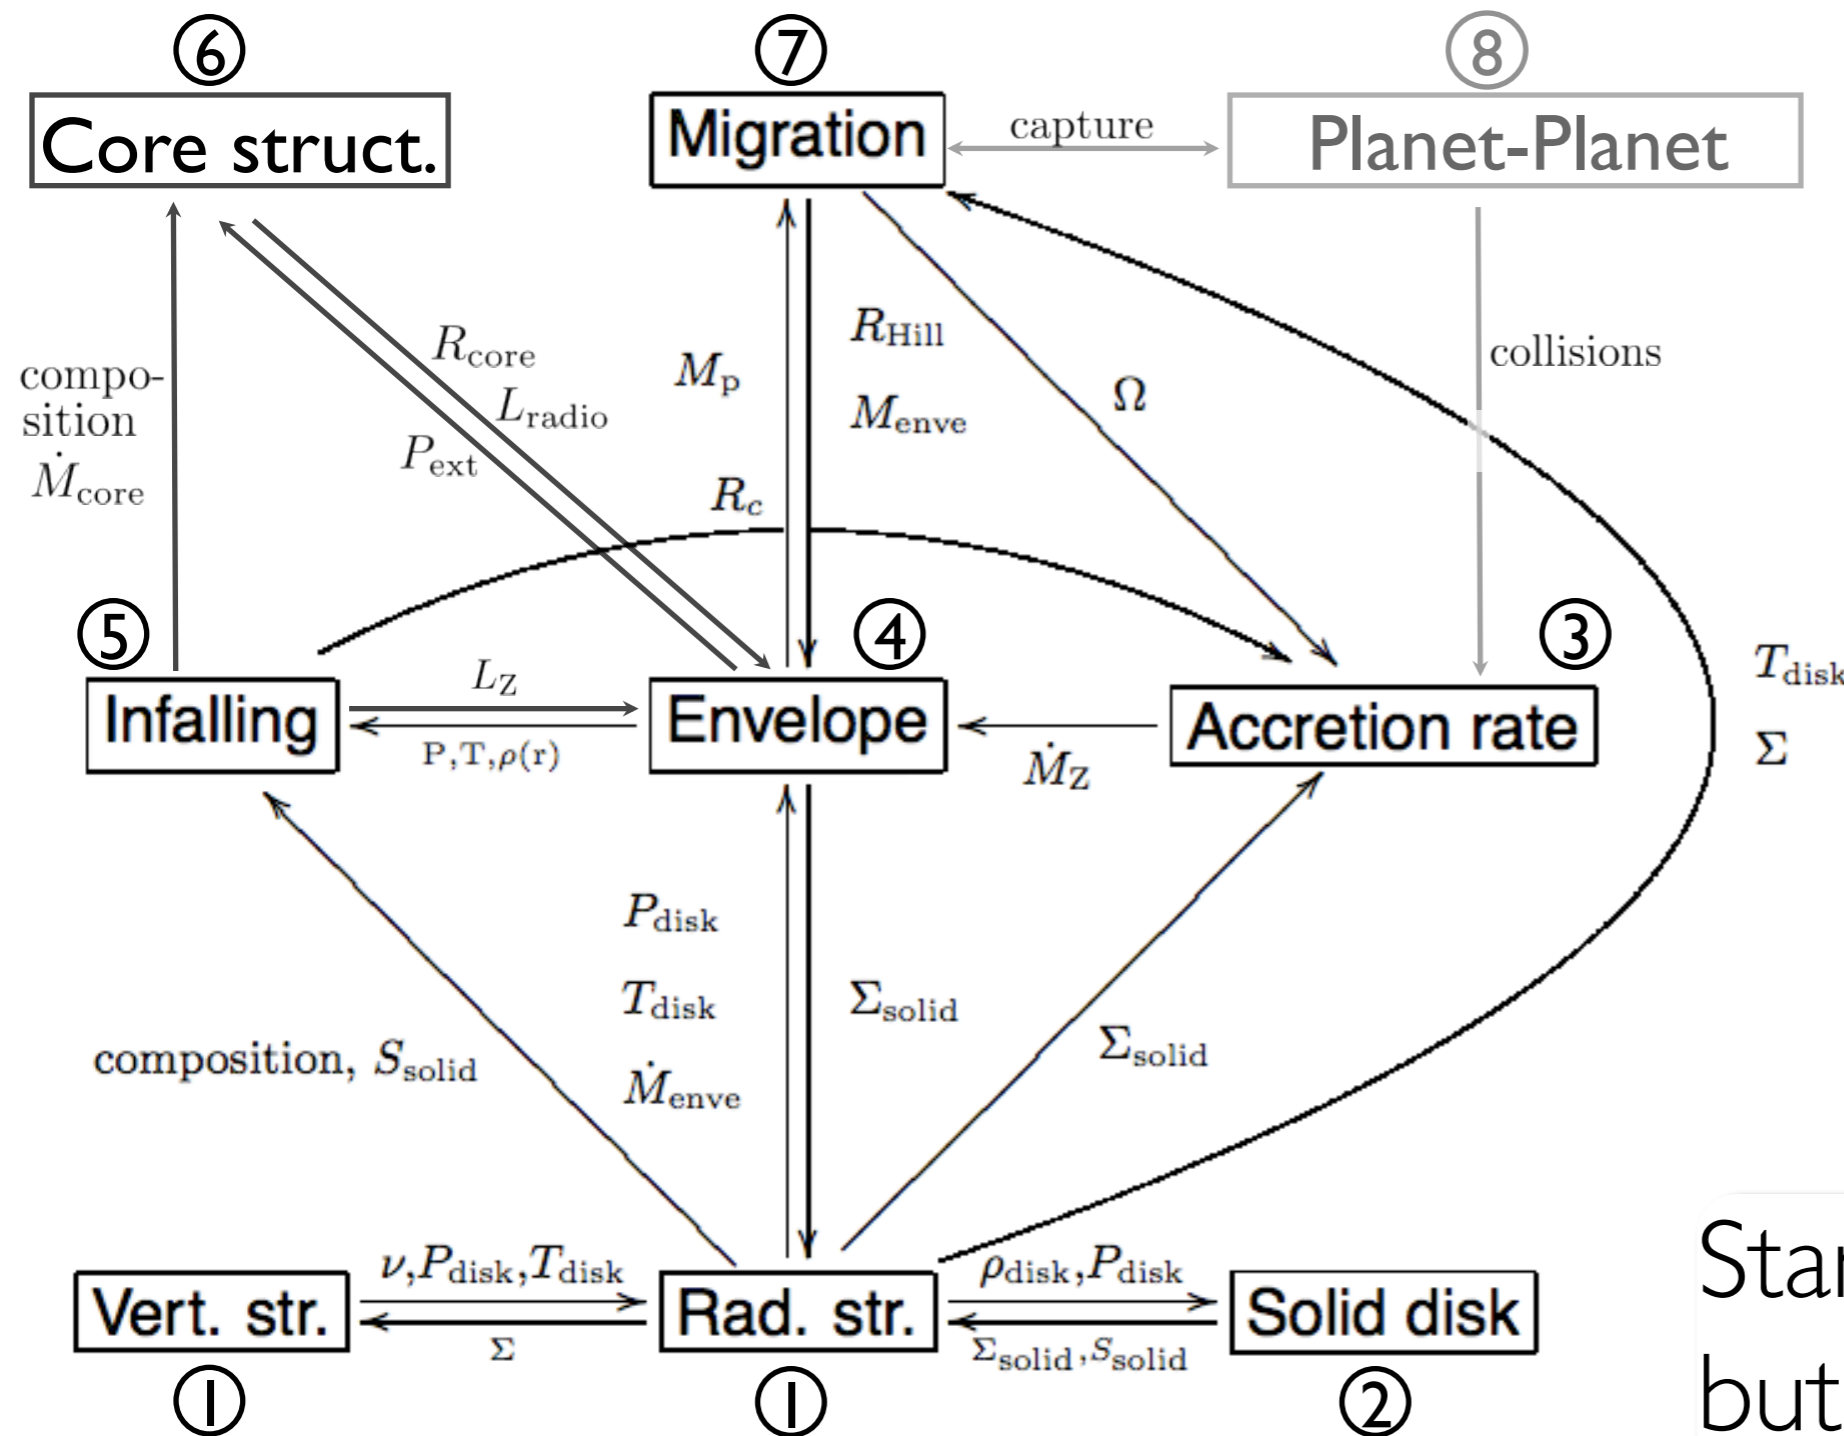 ⑥
⑦
⑧
Core struct.
Migration
capture
Planet-Planet
R_Hill
R_core
collisions
compo-
sition
Ṁ_core
M_p
Ω
L_radio
M_enve
P_ext
R_c
⑤
④
③
T_disk
L_Z
Infalling
Envelope
Accretion rate
P,T,ρ(r)
Ṁ_Z
Σ
P_disk
T_disk
Σ_solid
Σ_solid
composition, S_solid
Ṁ_enve
ν,P_disk,T_disk
ρ_disk,P_disk
Vert. str.
Rad. str.
Solid disk
Σ
Σ_solid,S_solid
①
①
②
but